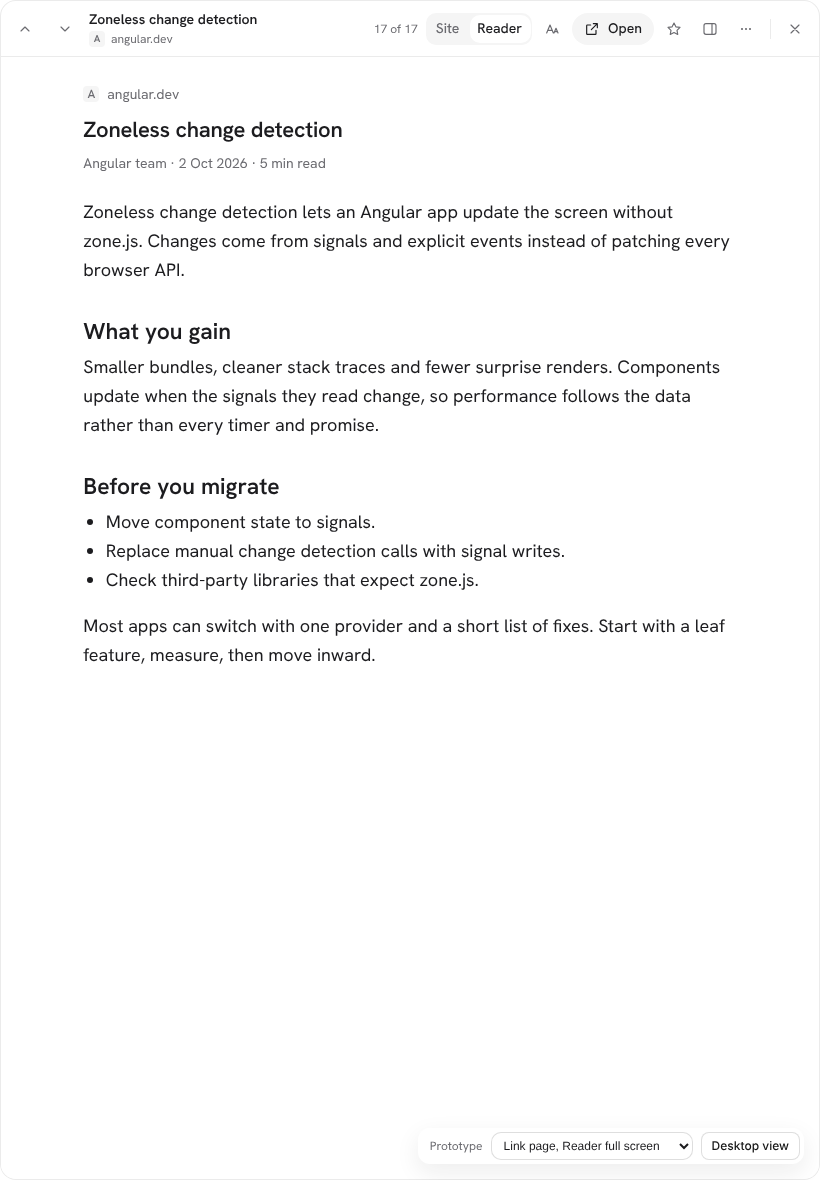 Zoneless change detection
A angular.dev
17 of 17
Site
Reader
AA
Open
A angular.dev
Zoneless change detection
Angular team · 2 Oct 2026 · 5 min read
Zoneless change detection lets an Angular app update the screen without
zone.js. Changes come from signals and explicit events instead of patching every
browser API.
What you gain
Smaller bundles, cleaner stack traces and fewer surprise renders. Components
update when the signals they read change, so performance follows the data
rather than every timer and promise.
Before you migrate
• Move component state to signals.
• Replace manual change detection calls with signal writes.
• Check third-party libraries that expect zone.js.
Most apps can switch with one provider and a short list of fixes. Start with a leaf
feature, measure, then move inward.
Prototype
Link page, Reader full screen
Desktop view